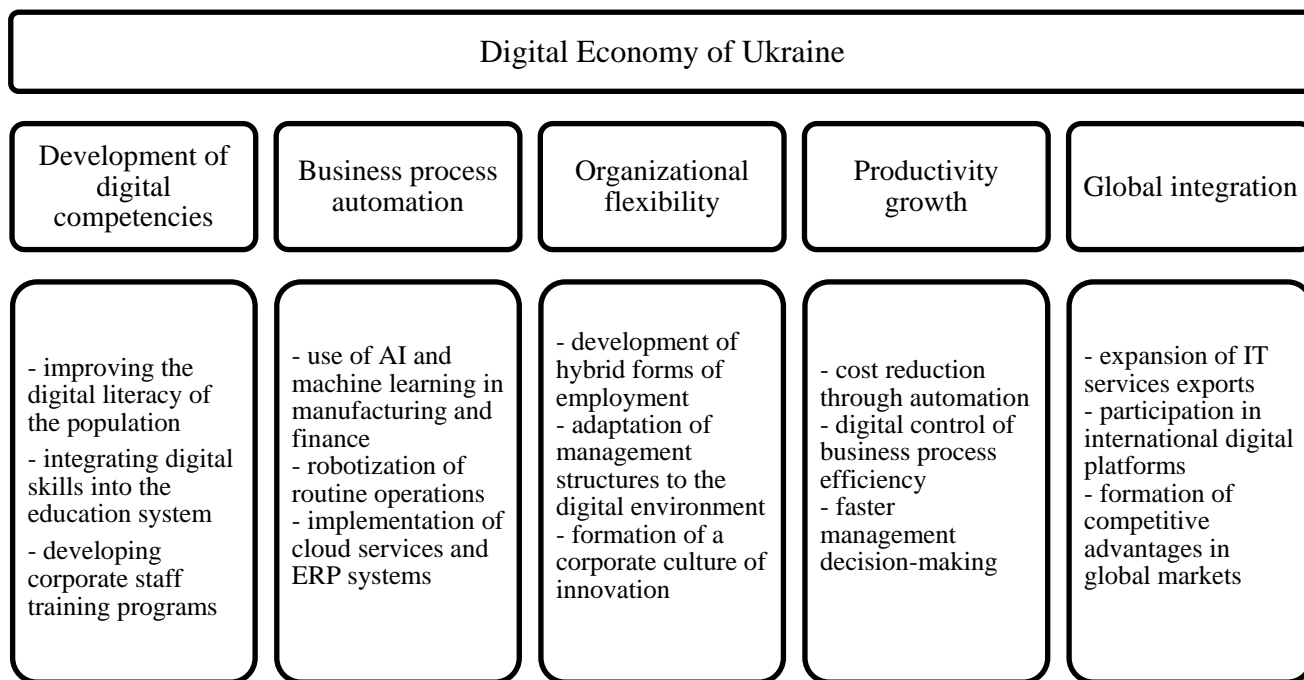 Digital Economy of Ukraine
Development of
digital
competencies
Business process
automation
Organizational
flexibility
Productivity
growth
Global integration
- improving the
digital literacy of
the population
- integrating digital
skills into the
education system
- developing
corporate staff
training programs
- use of AI and
machine learning in
manufacturing and
finance
- robotization of
routine operations
- implementation of
cloud services and
ERP systems
- development of
hybrid forms of
employment
- adaptation of
management
structures to the
digital environment
- formation of a
corporate culture of
innovation
- cost reduction
through automation
- digital control of
business process
efficiency
- faster
management
decision-making
- expansion of IT
services exports
- participation in
international digital
platforms
- formation of
competitive
advantages in
global markets